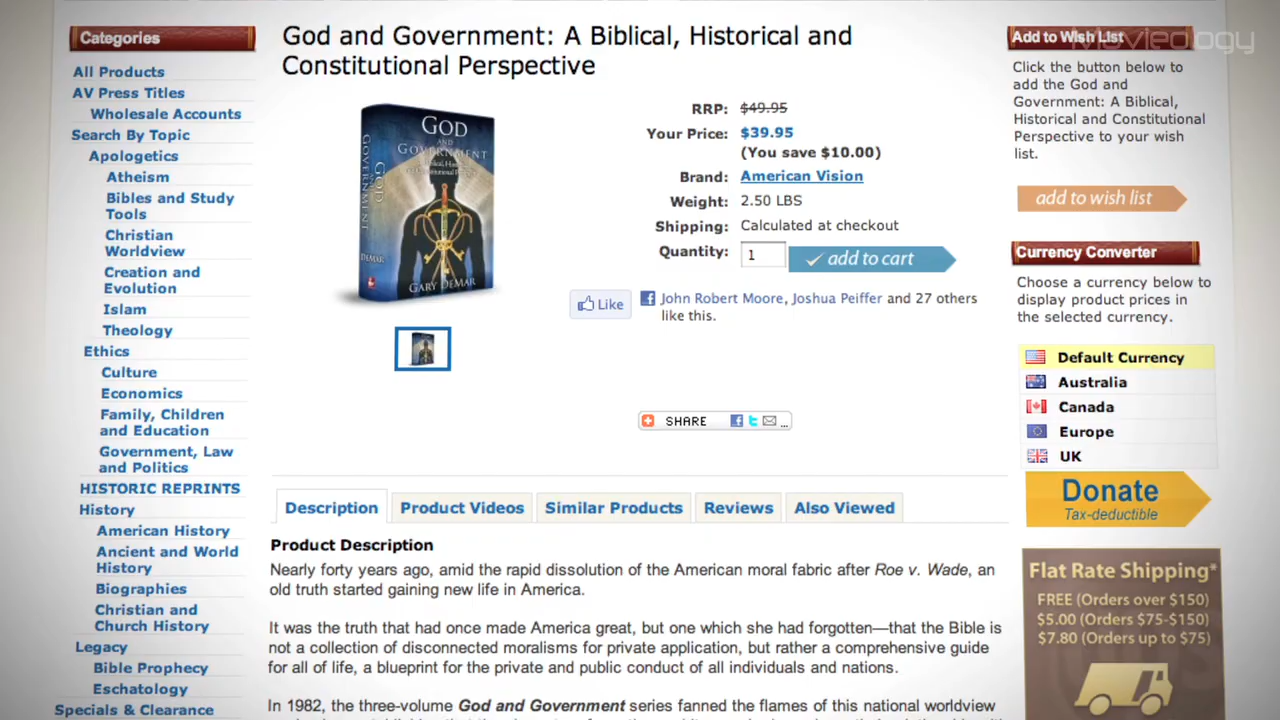 Movieology
Categories
All Products
AV Press Titles
Wholesale Accounts
Search By Topic
Apologetics
Atheism
Bibles and Study
Tools
Christian
Worldview
Creation and
Evolution
Islam
Theology
Ethics
Culture
Economics
Family, Children
and Education
Government, Law
and Politics
HISTORIC REPRINTS
History
American History
Ancient and World
History
Biographies
Christian and
Church History
Legacy
Bible Prophecy
Eschatology
Specials & Clearance
God and Government: A Biblical, Historical and
Constitutional Perspective
GOD
AND
GOVERNMENT
GARY DEMAR
GOD
GOVERNMENT
DEMAR
RRP: $49.95
Your Price: $39.95
(You save $10.00)
Brand: American Vision
Weight: 2.50 LBS
Shipping: Calculated at checkout
Quantity: 1 add to cart
Like John Robert Moore, Joshua Peiffer and 27 others
like this.
SHARE ...
Description Product Videos Similar Products Reviews Also Viewed
Product Description
Nearly forty years ago, amid the rapid dissolution of the American moral fabric after Roe v. Wade, an
old truth started gaining new life in America.
It was the truth that had once made America great, but one which she had forgotten—that the Bible is
not a collection of disconnected moralisms for private application, but rather a comprehensive guide
for all of life, a blueprint for the private and public conduct of all individuals and nations.
In 1982, the three-volume God and Government series fanned the flames of this national worldview
Add to Wish List
Click the button below to
add the God and
Government: A Biblical,
Historical and Constitutional
Perspective to your wish
list.
add to wish list
Currency Converter
Choose a currency below to
display product prices in
the selected currency.
Default Currency
Australia
Canada
Europe
UK
Donate
Tax-deductible
Flat Rate Shipping*
FREE (Orders over $150)
$5.00 (Orders $75-$150)
$7.80 (Orders up to $75)